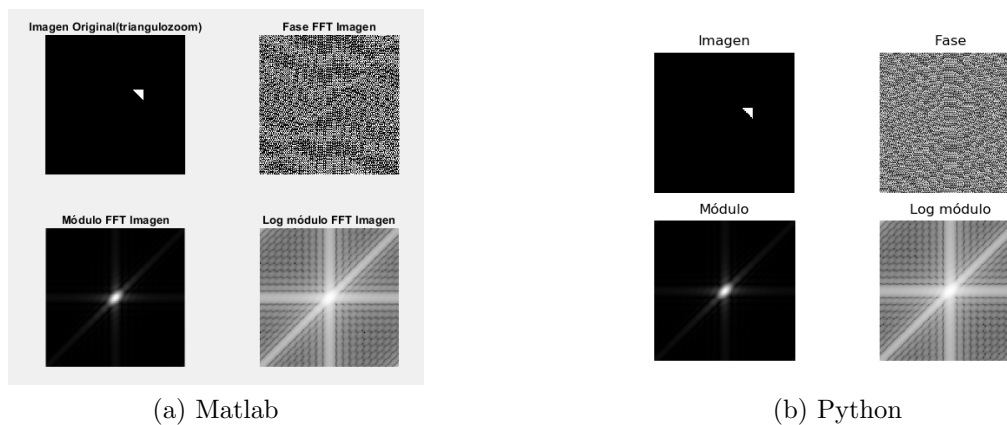 Imagen Original(triangulozoom)
Fase FFT Imagen
Módulo FFT Imagen
Log módulo FFT Imagen
(a) Matlab
Imagen
Fase
Módulo
Log módulo
(b) Python